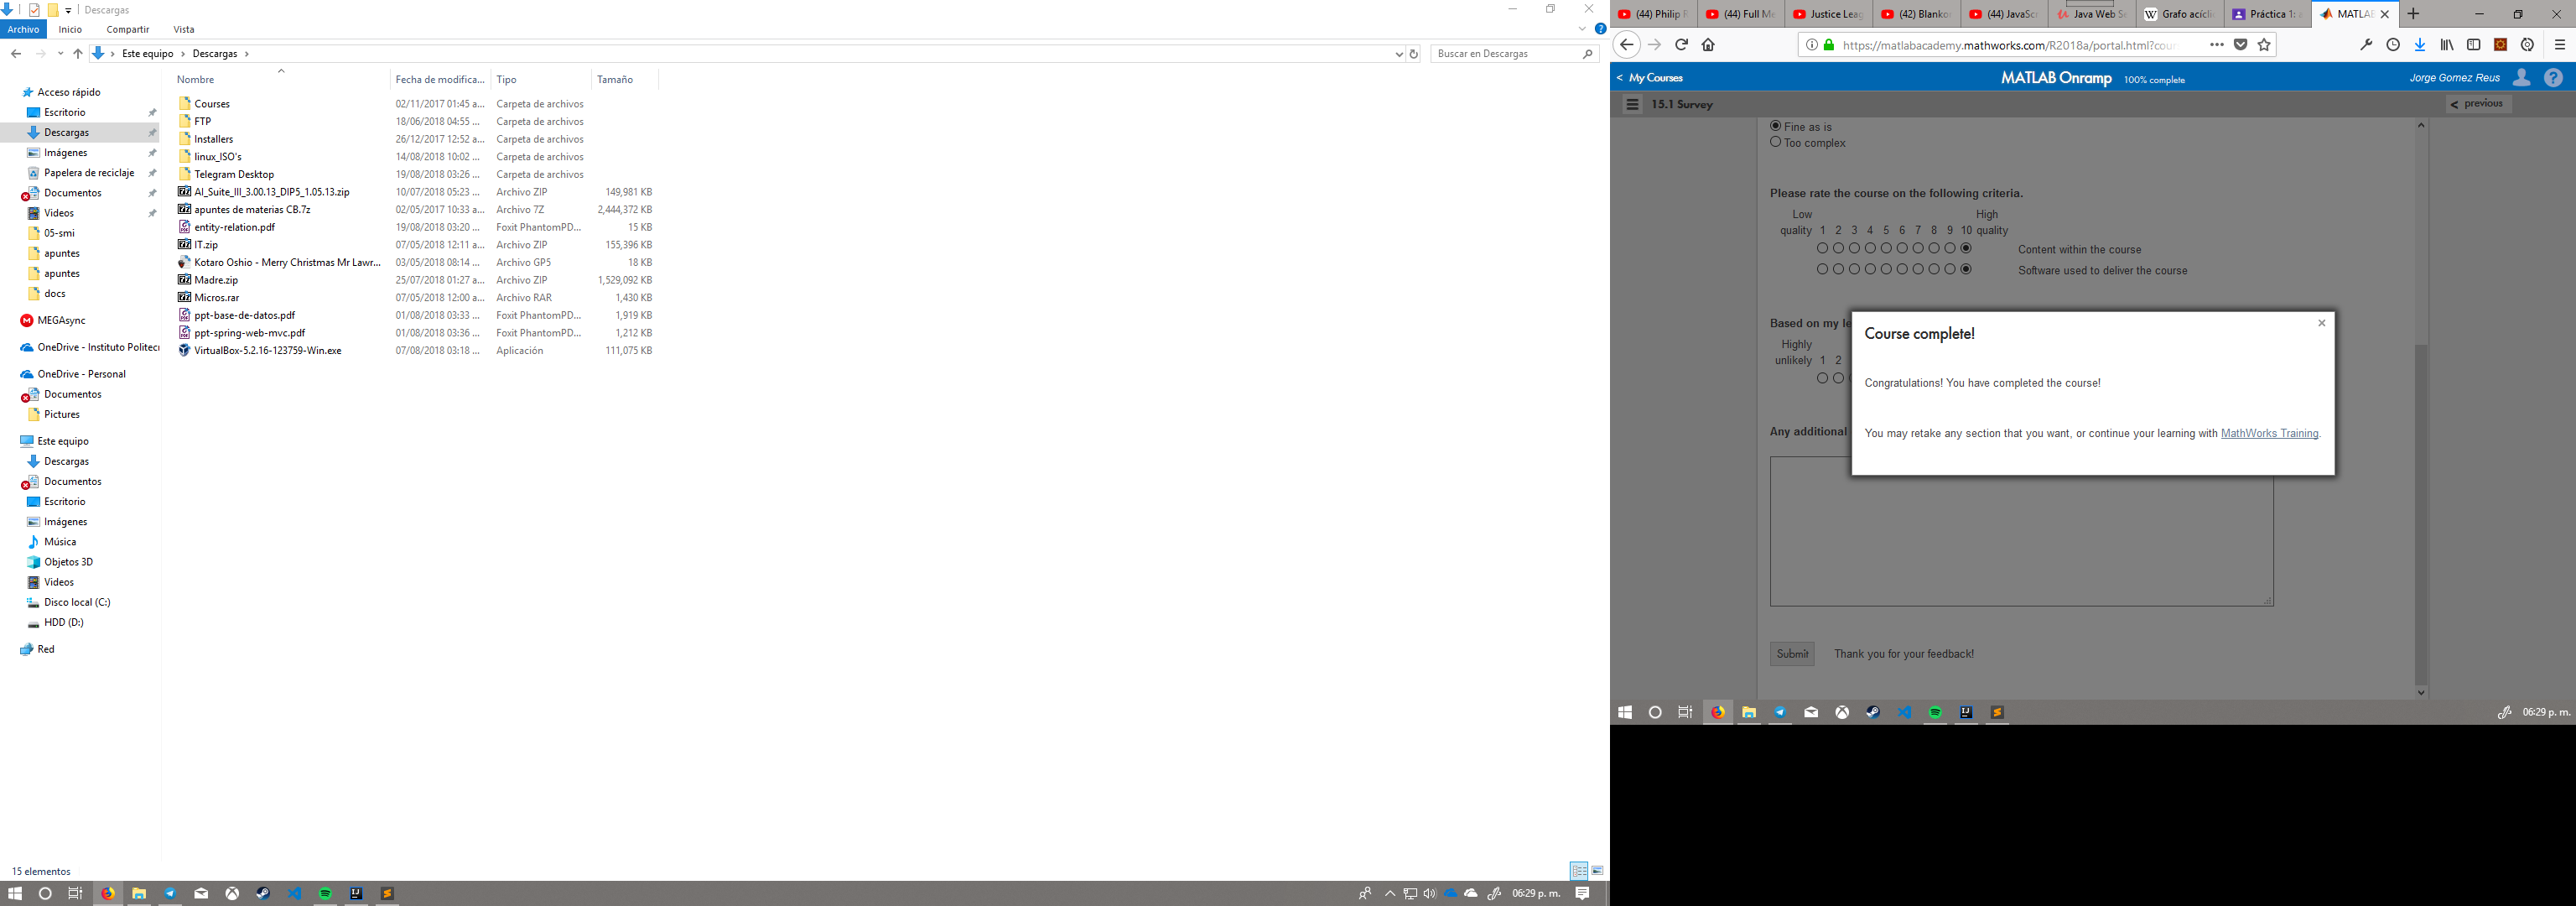 Descargas
Archivo Inicio Compartir Vista
Este equipo Descargas
Buscar en Descargas
Nombre Fecha de modifica... Tipo Tamaño
Acceso rápido
Escritorio
Descargas
Imágenes
Papelera de reciclaje
Documentos
Videos
05-smi
apuntes
apuntes
docs
MEGAsync
OneDrive - Instituto Politecn
OneDrive - Personal
Documentos
Pictures
Este equipo
Descargas
Documentos
Escritorio
Imágenes
Música
Objetos 3D
Videos
Disco local (C:)
HDD (D:)
Red
Courses 02/11/2017 01:45 a... Carpeta de archivos
FTP 18/06/2018 04:55 ... Carpeta de archivos
Installers 26/12/2017 12:52 a... Carpeta de archivos
linux_ISO's 14/08/2018 10:02 ... Carpeta de archivos
Telegram Desktop 19/08/2018 03:26 ... Carpeta de archivos
AI_Suite_III_3.00.13_DIP5_1.05.13.zip 10/07/2018 05:23 ... Archivo ZIP 149,981 KB
apuntes de materias CB.7z 02/05/2017 10:33 a... Archivo 7Z 2,444,372 KB
entity-relation.pdf 19/08/2018 03:20 ... Foxit PhantomPD... 15 KB
IT.zip 07/05/2018 12:11 a... Archivo ZIP 155,396 KB
Kotaro Oshio - Merry Christmas Mr Lawr... 03/05/2018 08:14 ... Archivo GP5 18 KB
Madre.zip 25/07/2018 01:27 a... Archivo ZIP 1,529,092 KB
Micros.rar 07/05/2018 12:00 a... Archivo RAR 1,430 KB
ppt-base-de-datos.pdf 01/08/2018 03:33 ... Foxit PhantomPD... 1,919 KB
ppt-spring-web-mvc.pdf 01/08/2018 03:36 ... Foxit PhantomPD... 1,212 KB
VirtualBox-5.2.16-123759-Win.exe 07/08/2018 03:18 ... Aplicación 111,075 KB
15 elementos
06:29 p. m.
(44) Philip (44) Full Me Justice Leag (42) Blanko (44) JavaScr Java Web Se Grafo acícli Práctica 1: MATLAB
https://matlabacademy.mathworks.com/R2018a/portal.html?cour
< My Courses MATLAB Onramp 100% complete Jorge Gomez Reus
15.1 Survey < previous
Fine as is
Too complex
Please rate the course on the following criteria.
Low High
quality 1 2 3 4 5 6 7 8 9 10 quality
Content within the course
Software used to deliver the course
Based on my le
Highly
unlikely 1 2
Any additional
Course complete!
Congratulations! You have completed the course!
You may retake any section that you want, or continue your learning with MathWorks Training.
Submit Thank you for your feedback!
06:29 p. m.